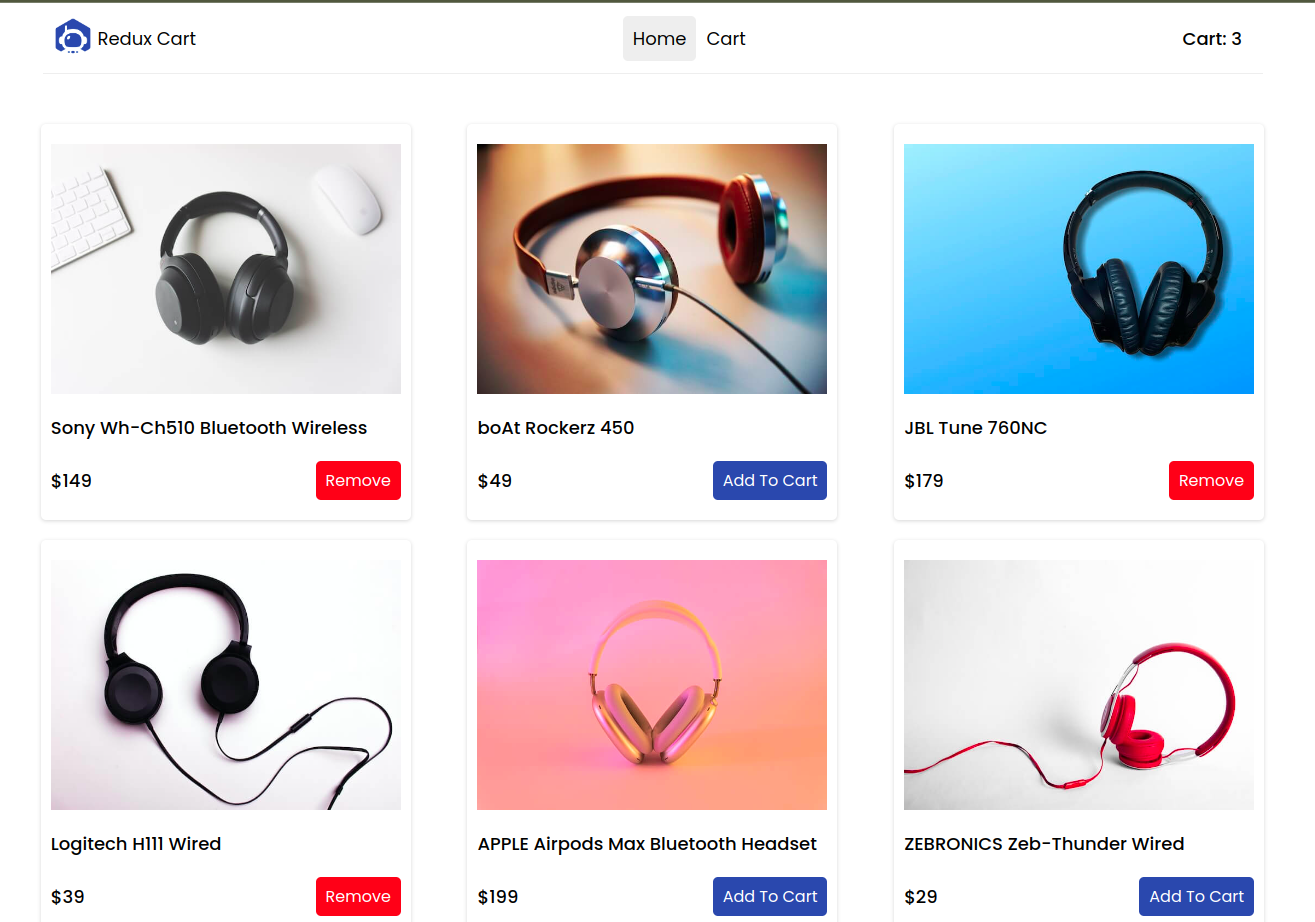 Redux Cart
Home
Cart
Cart: 3
Sony Wh-Ch510 Bluetooth Wireless
$149
Remove
boAt Rockerz 450
$49
Add To Cart
JBL Tune 760NC
$179
Remove
Logitech H111 Wired
$39
Remove
APPLE Airpods Max Bluetooth Headset
$199
Add To Cart
ZEBRONICS Zeb-Thunder Wired
$29
Add To Cart